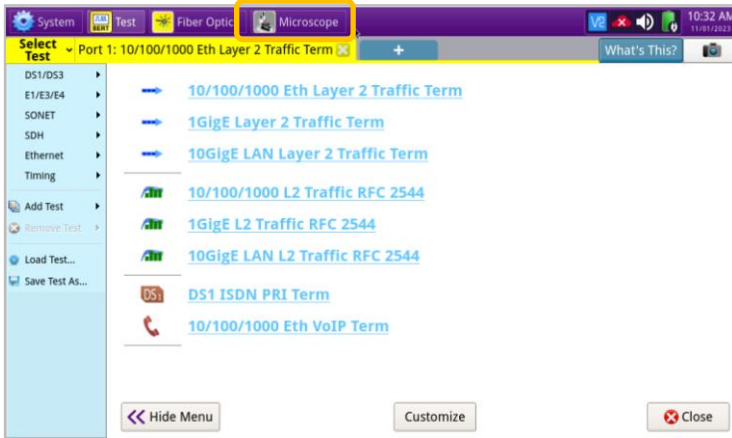 System
BERT
Test
Fiber Optic
Microscope
10:32 AM
11/01/2023
Select Test
Port 1: 10/100/1000 Eth Layer 2 Traffic Term
+
What's This?
DS1/DS3
E1/E3/E4
SONET
SDH
Ethernet
Timing
Add Test
Remove Test
Load Test...
Save Test As...
10/100/1000 Eth Layer 2 Traffic Term
1GigE Layer 2 Traffic Term
10GigE LAN Layer 2 Traffic Term
10/100/1000 L2 Traffic RFC 2544
1GigE L2 Traffic RFC 2544
10GigE LAN L2 Traffic RFC 2544
DS1 DS1 ISDN PRI Term
10/100/1000 Eth VoIP Term
Hide Menu
Customize
Close